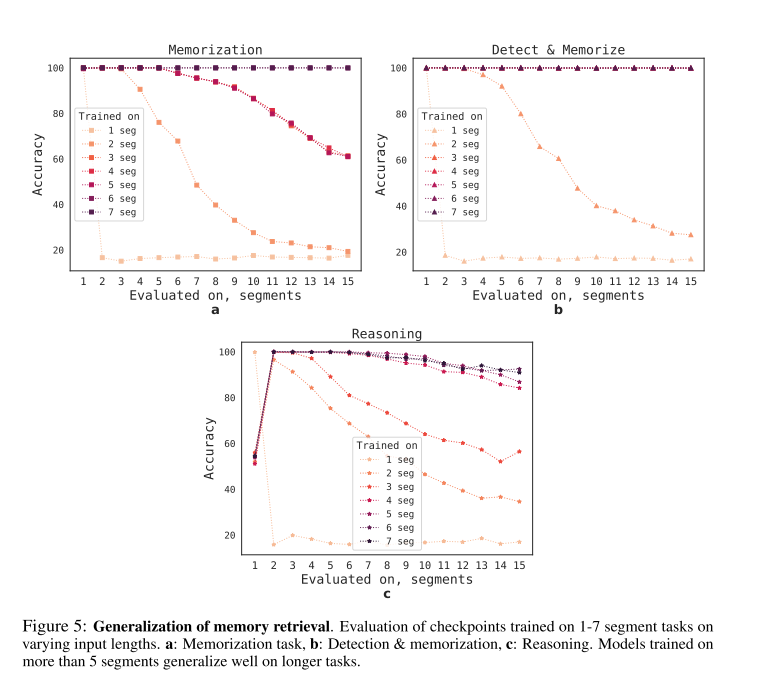 Memorization
100
80
60
40
20
Accuracy
Trained on
1 seg
2 seg
3 seg
4 seg
5 seg
6 seg
7 seg
1 2 3 4 5 6 7 8 9 10 11 12 13 14 15
Evaluated on, segments
a
Detect & Memorize
100
80
60
40
20
Accuracy
Trained on
1 seg
2 seg
3 seg
4 seg
5 seg
6 seg
7 seg
1 2 3 4 5 6 7 8 9 10 11 12 13 14 15
Evaluated on, segments
b
Reasoning
100
80
60
40
20
Accuracy
Trained on
1 seg
2 seg
3 seg
4 seg
5 seg
6 seg
7 seg
1 2 3 4 5 6 7 8 9 10 11 12 13 14 15
Evaluated on, segments
c
Figure 5: Generalization of memory retrieval. Evaluation of checkpoints trained on 1-7 segment tasks on
varying input lengths. a: Memorization task, b: Detection & memorization, c: Reasoning. Models trained on
more than 5 segments generalize well on longer tasks.